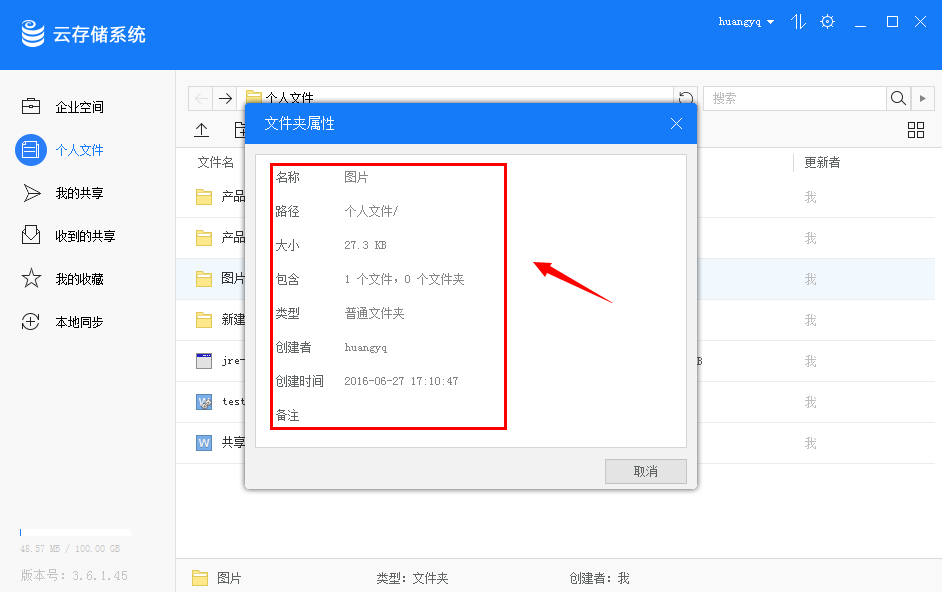 云存储系统
huangyq
企业空间
个人文件
我的共享
收到的共享
我的收藏
本地同步
48.57 MB / 100.00 GB
版本号: 3.6.1.45
个人文件
搜索
文件名
更新者
产品
我
产品
我
图片
我
新建
我
jre-
B
我
test
我
共享
我
文件夹属性
名称 图片
路径 个人文件/
大小 27.3 KB
包含 1 个文件，0 个文件夹
类型 普通文件夹
创建者 huangyq
创建时间 2016-06-27 17:10:47
备注
取消
图片
类型: 文件夹
创建者: 我